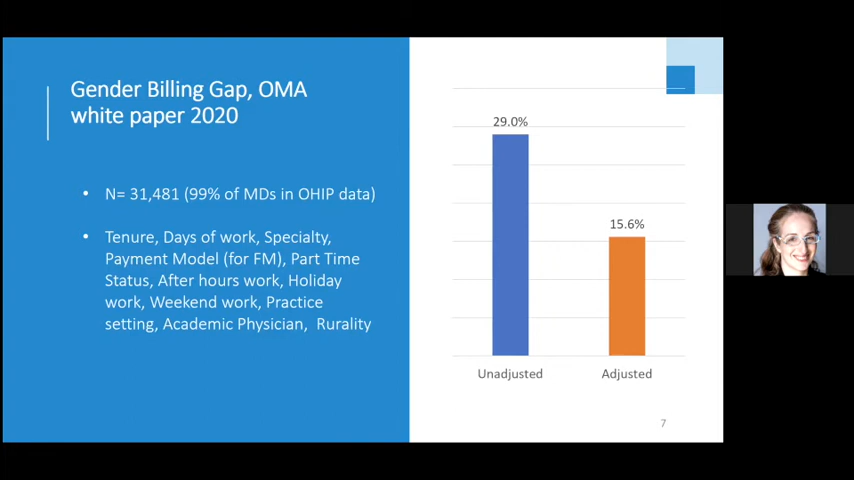 Gender Billing Gap, OMA
white paper 2020
• N= 31,481 (99% of MDs in OHIP data)
• Tenure, Days of work, Specialty,
Payment Model (for FM), Part Time
Status, After hours work, Holiday
work, Weekend work, Practice
setting, Academic Physician, Rurality
29.0%
15.6%
Unadjusted
Adjusted
7